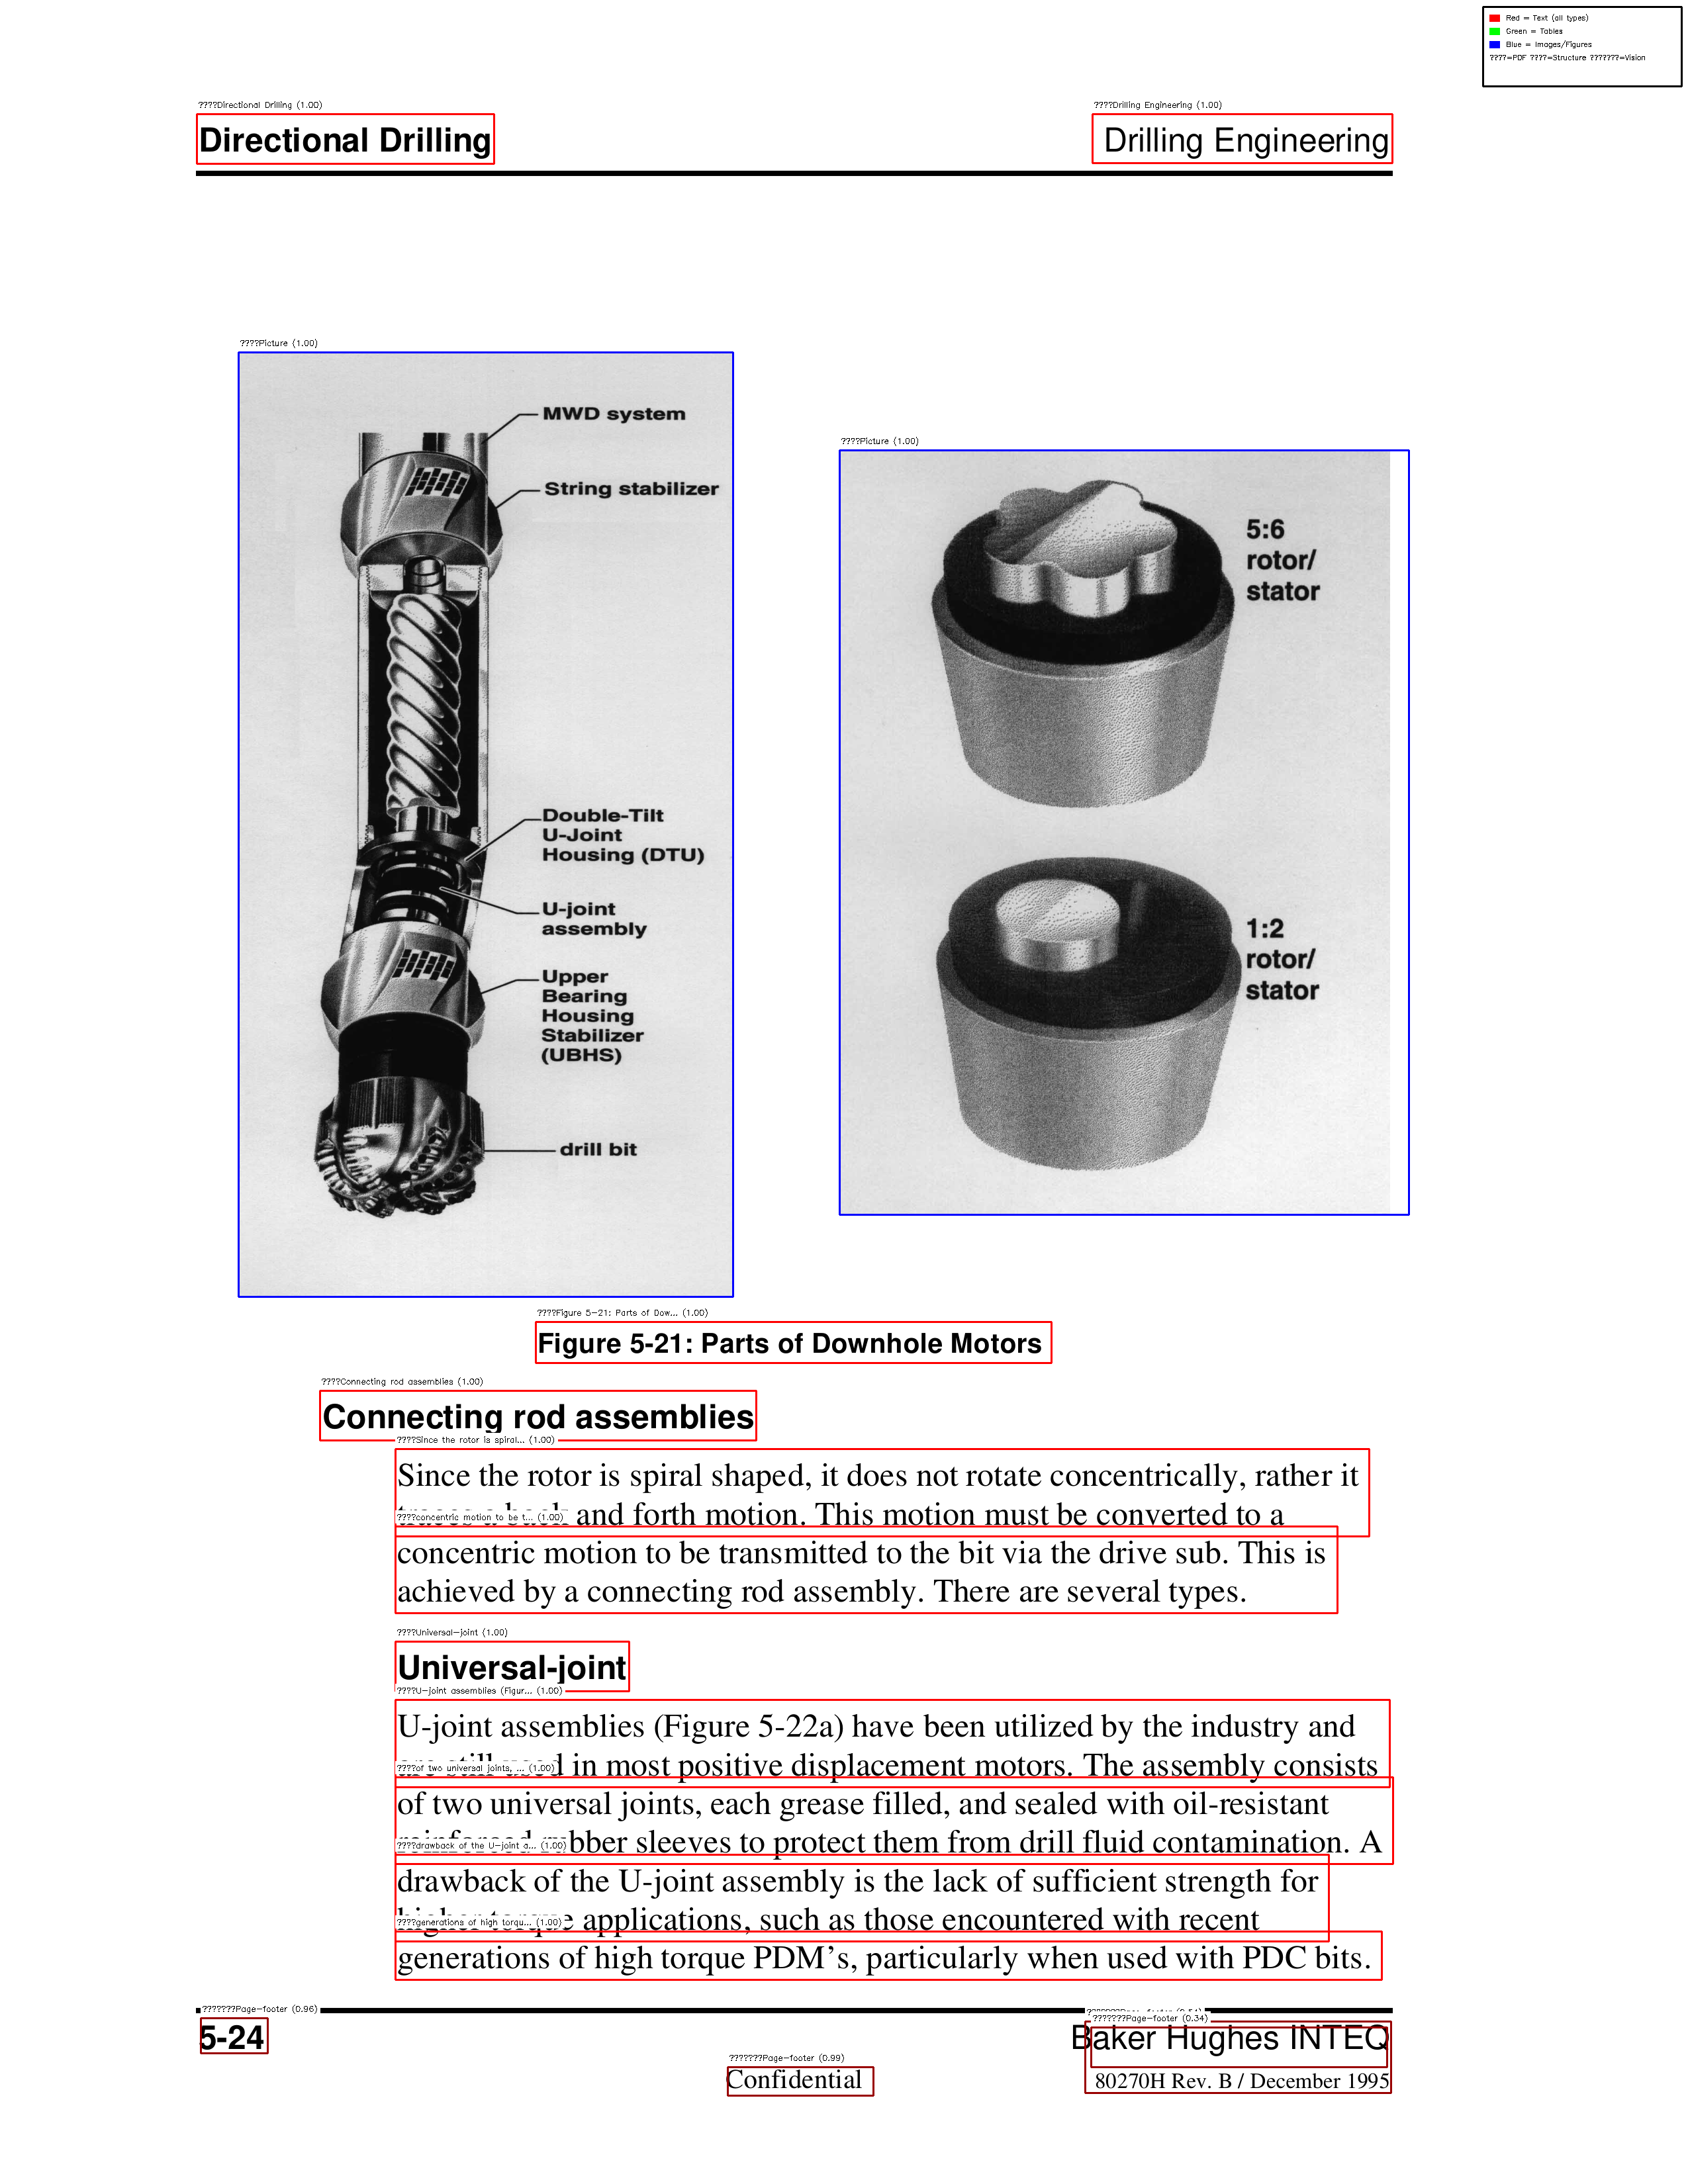 Red = Text (all types)
Green = Tables
Blue = Images/Figures
????=PDF ????=Structure ???????=Vision
????Directional Drilling (1.00)
????Drilling Engineering (1.00)
Directional Drilling
Drilling Engineering
????Picture (1.00)
MWD system
String stabilizer
Double-Tilt
U-Joint
Housing (DTU)
U-joint
assembly
Upper
Bearing
Housing
Stabilizer
(UBHS)
drill bit
????Picture (1.00)
5:6
rotor/
stator
1:2
rotor/
stator
????Figure 5-21: Parts of Dow... (1.00)
Figure 5-21: Parts of Downhole Motors
????Connecting rod assemblies (1.00)
Connecting rod assemblies
????Since the rotor is spiral... (1.00)
Since the rotor is spiral shaped, it does not rotate concentrically, rather it
and forth motion. This motion must be converted to a
????concentric motion to be t... (1.00)
concentric motion to be transmitted to the bit via the drive sub. This is
achieved by a connecting rod assembly. There are several types.
????Universal-joint (1.00)
Universal-joint
????U-joint assemblies (Figur... (1.00)
U-joint assemblies (Figure 5-22a) have been utilized by the industry and
in most positive displacement motors. The assembly consists
????of two universal joints, ... (1.00)
of two universal joints, each grease filled, and sealed with oil-resistant
rubber sleeves to protect them from drill fluid contamination. A
????drawback of the U-joint a... (1.00)
drawback of the U-joint assembly is the lack of sufficient strength for
applications, such as those encountered with recent
????generations of high torqu... (1.00)
generations of high torque PDM's, particularly when used with PDC bits.
???????Page-footer (0.96)
???????Page-footer (0.34)
5-24
Baker Hughes INTEQ
???????Page-footer (0.99)
Confidential
80270H Rev. B / December 1995